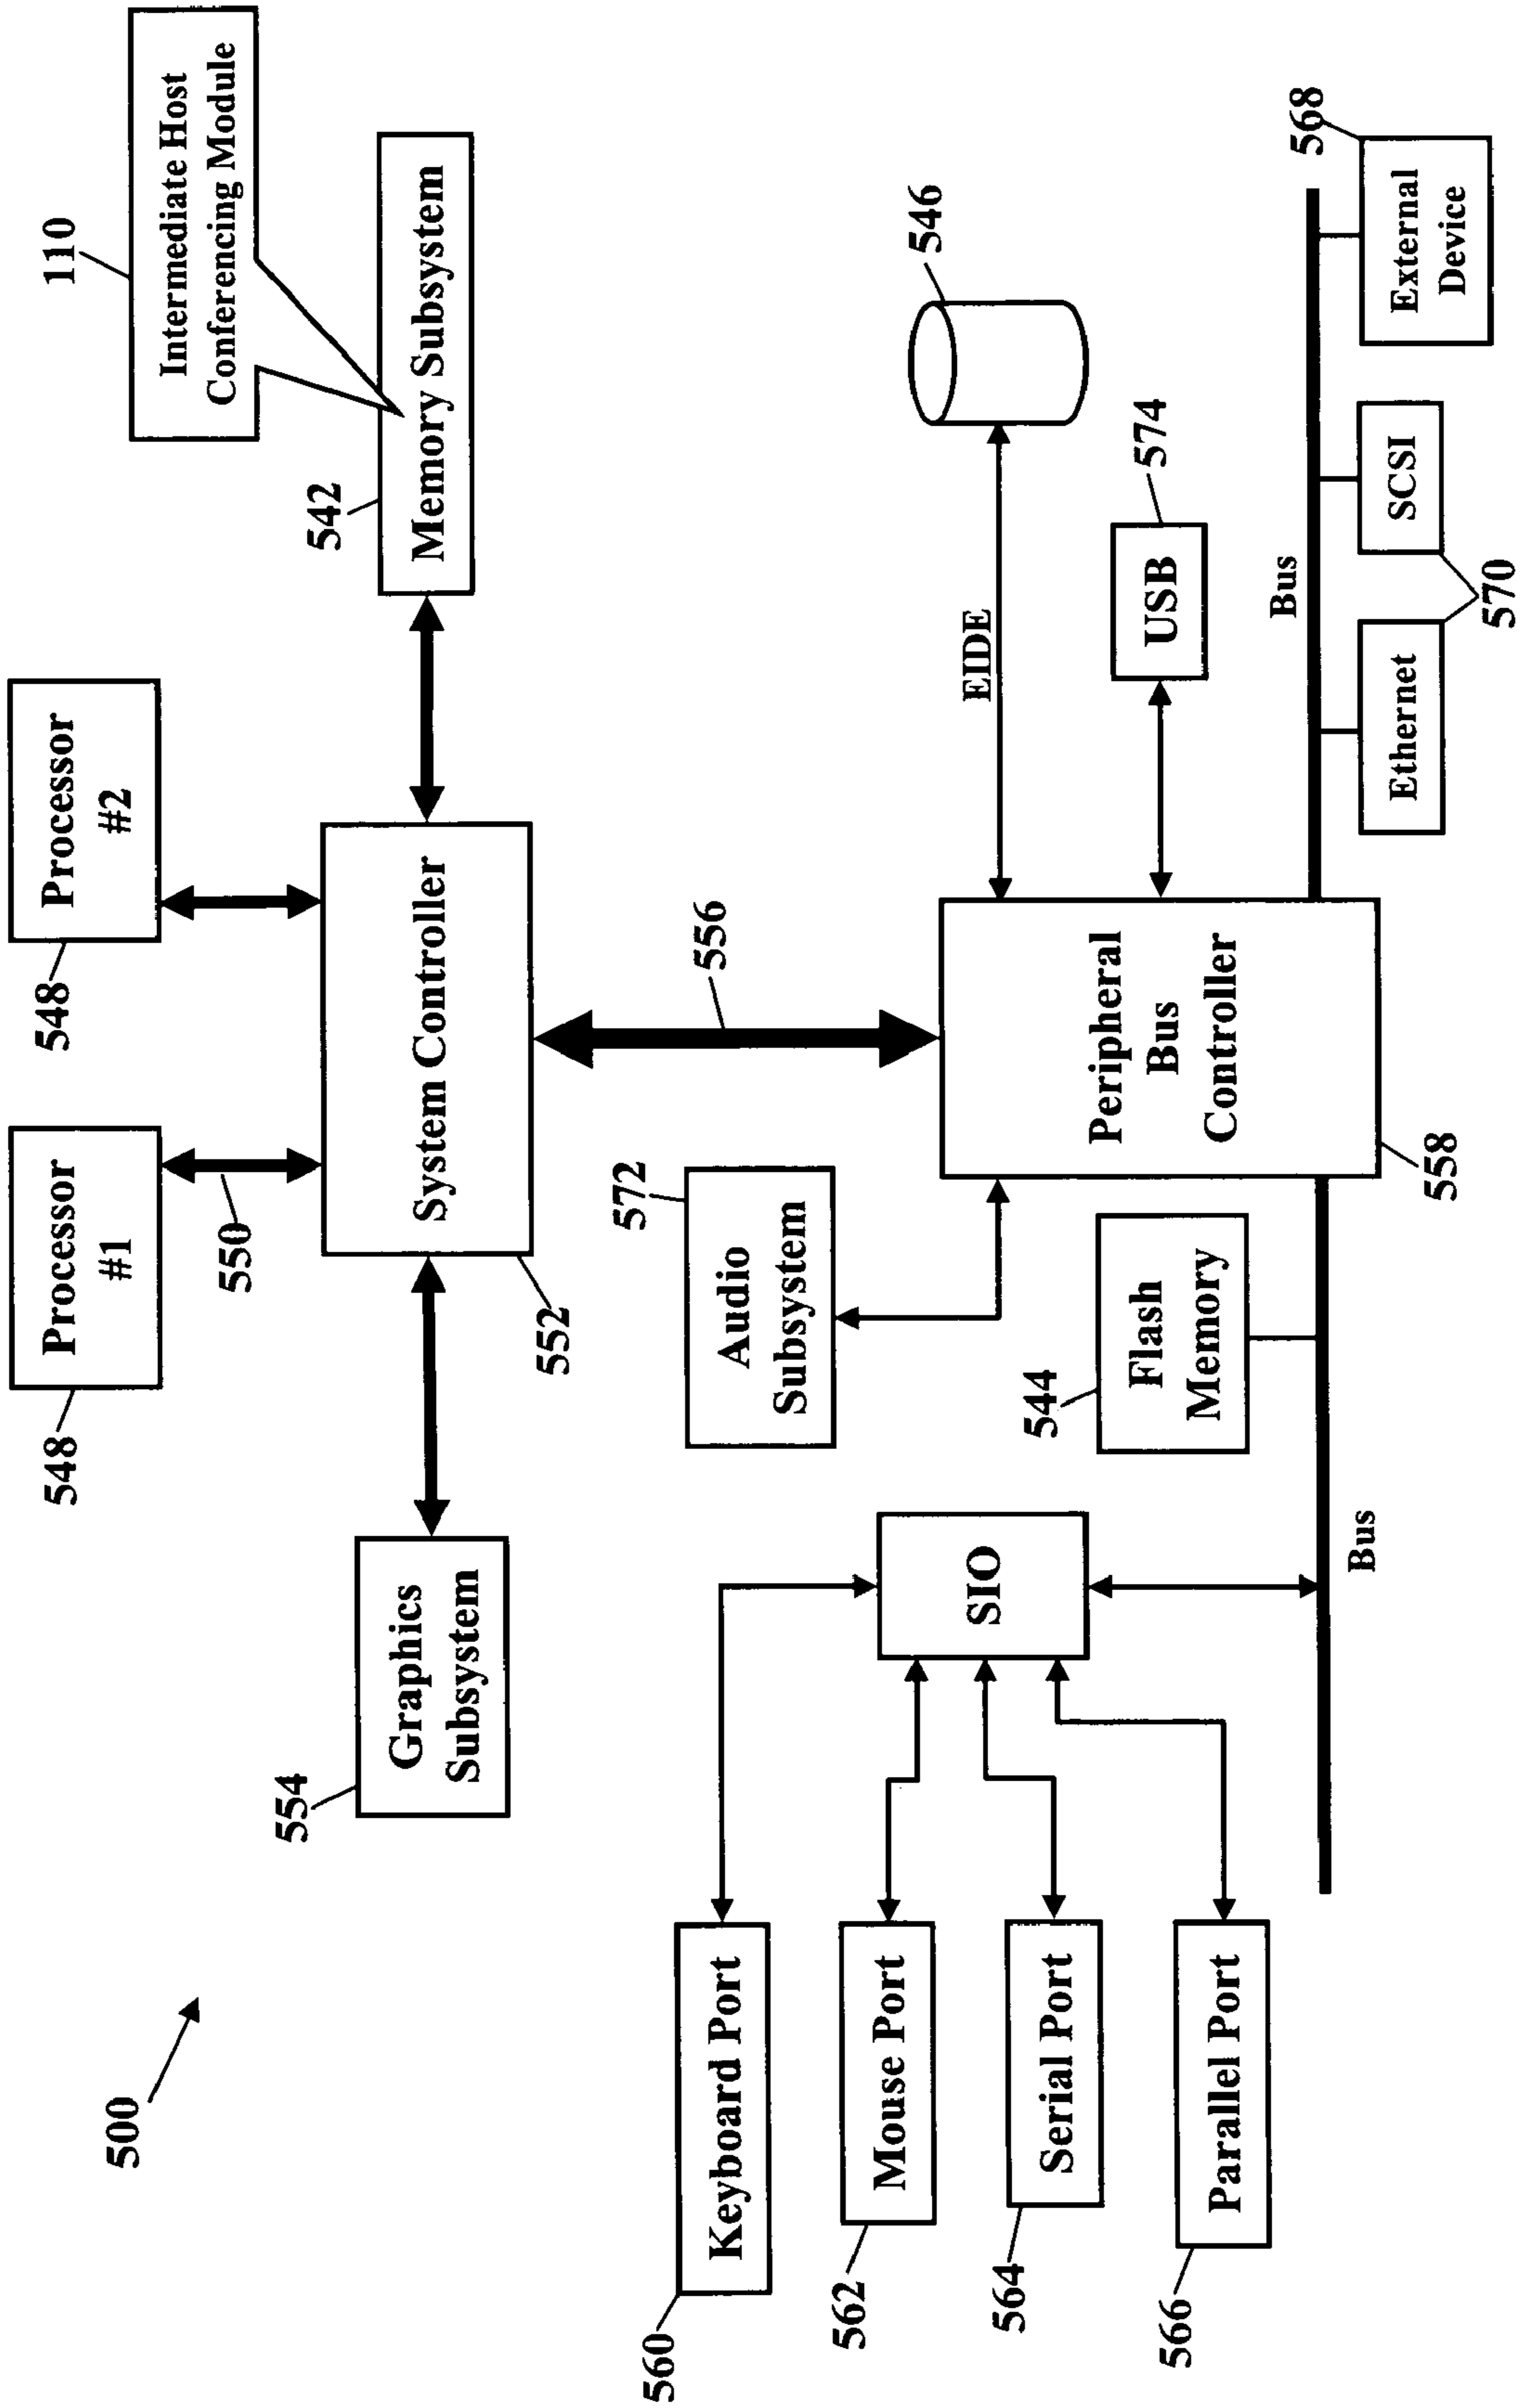 500
110
Intermediate Host
Conferencing Module
548
Processor
#1
548
Processor
#2
550
542
Memory Subsystem
554
Graphics
Subsystem
System Controller
552
556
572
Audio
Subsystem
546
EIDE
574
USB
560
Keyboard Port
562
Mouse Port
564
Serial Port
566
Parallel Port
SIO
544
Flash
Memory
Peripheral
Bus
Controller
558
Bus
Bus
Ethernet
SCSI
570
External
Device
568